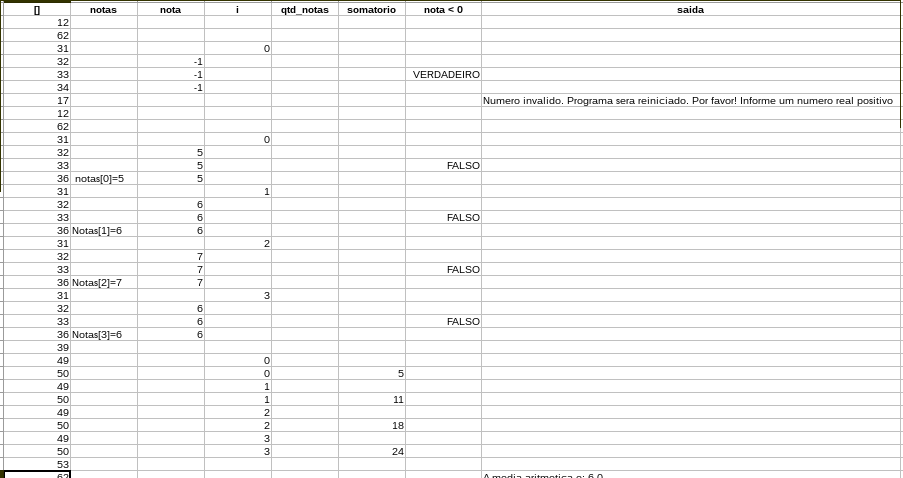 [] notas nota i qtd_notas somatorio nota < 0 saida
12
62
31 0
32 -1
33 -1 VERDADEIRO
34 -1
17 Numero invalido. Programa sera reiniciado. Por favor! Informe um numero real positivo
12
62
31 0
32 5
33 5 FALSO
36 notas[0]=5 5
31 1
32 6
33 6 FALSO
36 Notas[1]=6 6
31 2
32 7
33 7 FALSO
36 Notas[2]=7 7
31 3
32 6
33 6 FALSO
36 Notas[3]=6 6
39
49 0
50 0 5
49 1
50 1 11
49 2
50 2 18
49 3
50 3 24
53
62 A media aritmetica e: 6.0